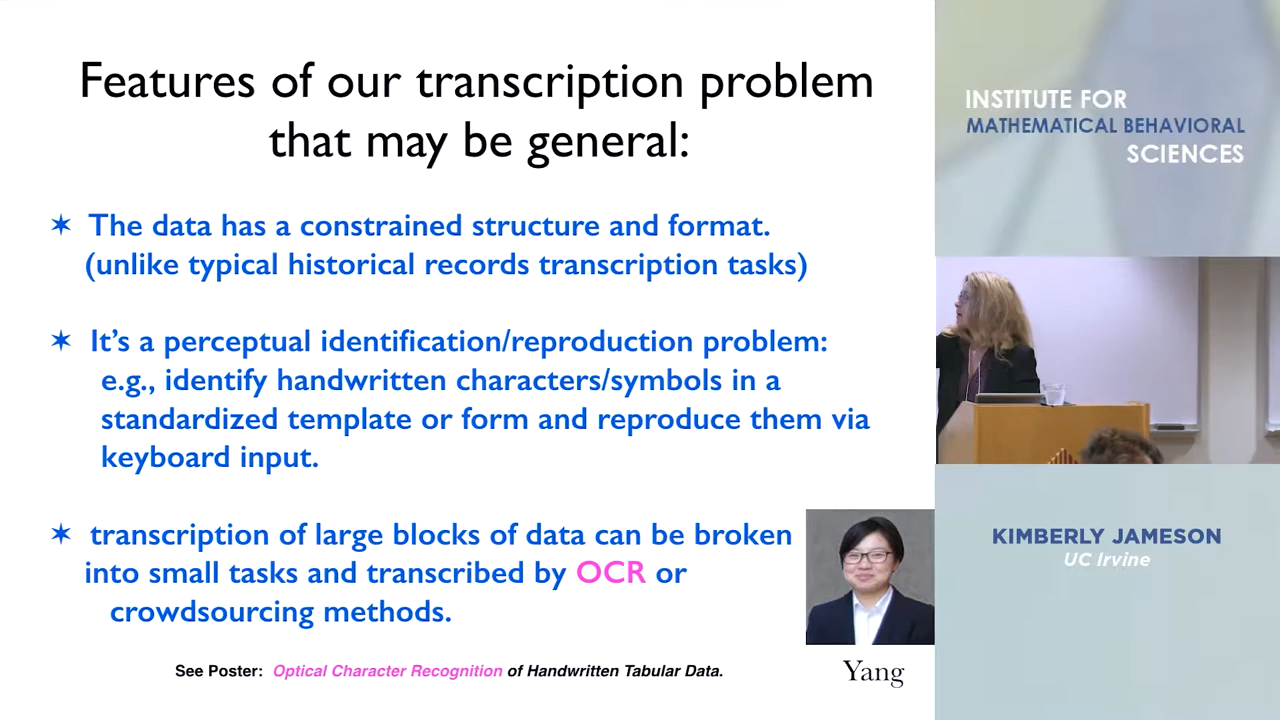 Features of our transcription problem
that may be general:
✶ The data has a constrained structure and format.
(unlike typical historical records transcription tasks)
✶ It’s a perceptual identification/reproduction problem:
e.g., identify handwritten characters/symbols in a
standardized template or form and reproduce them via
keyboard input.
✶ transcription of large blocks of data can be broken
into small tasks and transcribed by OCR or
crowdsourcing methods.
See Poster: Optical Character Recognition of Handwritten Tabular Data.
Yang
INSTITUTE FOR
MATHEMATICAL BEHAVIORAL
SCIENCES
KIMBERLY JAMESON
UC Irvine